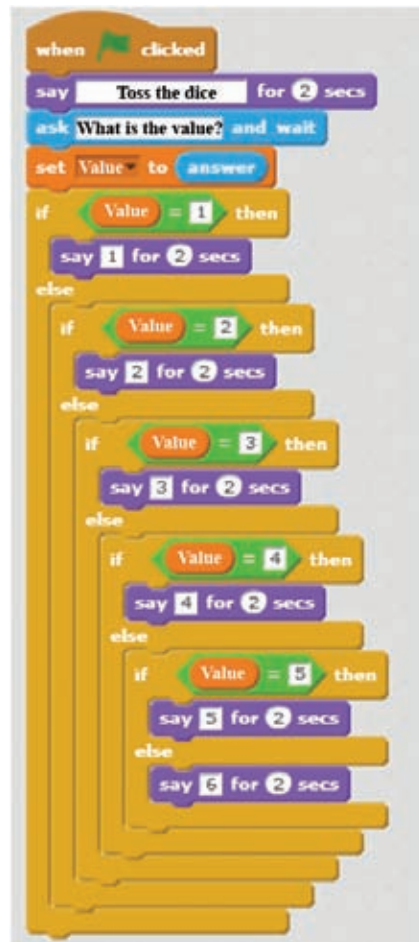 when clicked
say Toss the dice for 2 secs
ask What is the value? and wait
set Value to answer
if Value = 1 then
say 1 for 2 secs
else
if Value = 2 then
say 2 for 2 secs
else
if Value = 3 then
say 3 for 2 secs
else
if Value = 4 then
say 4 for 2 secs
else
if Value = 5 then
say 5 for 2 secs
else
say 6 for 2 secs